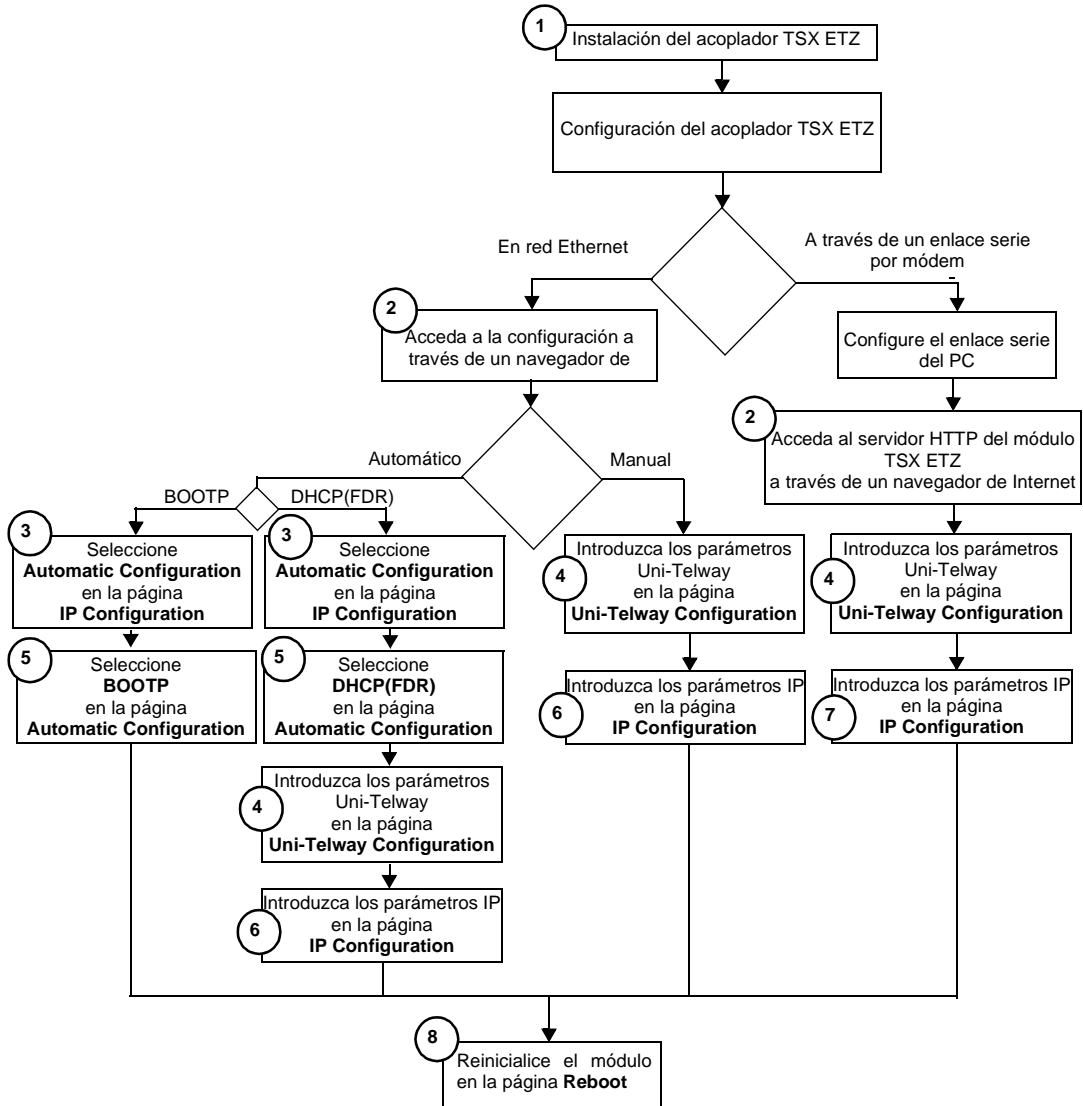 1
Instalación del acoplador TSX ETZ
Configuración del acoplador TSX ETZ
En red Ethernet
A través de un enlace serie
por módem
2
Acceda a la configuración a
través de un navegador de
Configure el enlace serie
del PC
2
Acceda al servidor HTTP del módulo
TSX ETZ
a través de un navegador de Internet
Automático
Manual
BOOTP
DHCP(FDR)
3
Seleccione
Automatic Configuration
en la página
IP Configuration
3
Seleccione
Automatic Configuration
en la página
IP Configuration
4
Introduzca los parámetros
Uni-Telway
en la página
Uni-Telway Configuration
4
Introduzca los parámetros
Uni-Telway
en la página
Uni-Telway Configuration
5
Seleccione
BOOTP
en la página
Automatic Configuration
5
Seleccione
DHCP(FDR)
en la página
Automatic Configuration
6
Introduzca los parámetros IP
en la página
IP Configuration
7
Introduzca los parámetros IP
en la página
IP Configuration
4
Introduzca los parámetros
Uni-Telway
en la página
Uni-Telway Configuration
6
Introduzca los parámetros IP
en la página
IP Configuration
8
Reinicialice el módulo
en la página Reboot